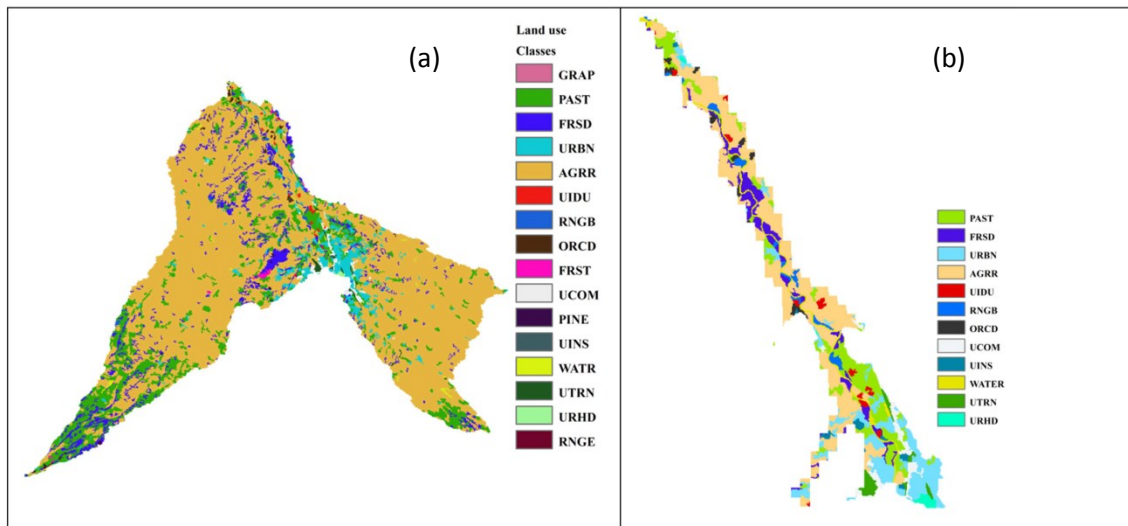 Land use
Classes
(a)
GRAP
PAST
FRSD
URBN
AGRR
UIDU
RNGB
ORCD
FRST
UCOM
PINE
UINS
WATR
UTRN
URHD
RNGE
(b)
PAST
FRSD
URBN
AGRR
UIDU
RNGB
ORCD
UCOM
UINS
WATER
UTRN
URHD